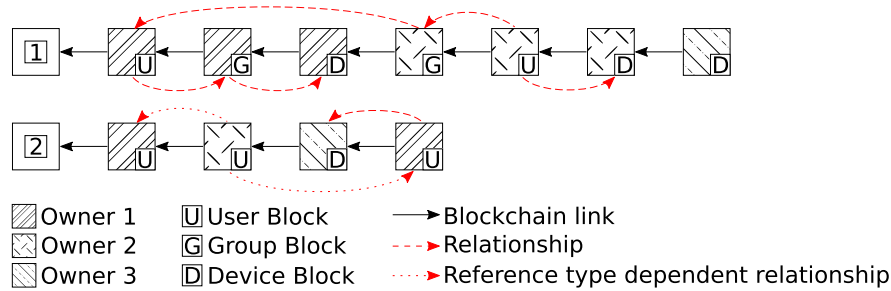 1
U G D G U D D
2
U U D U
Owner 1 U User Block Blockchain link
Owner 2 G Group Block Relationship
Owner 3 D Device Block Reference type dependent relationship